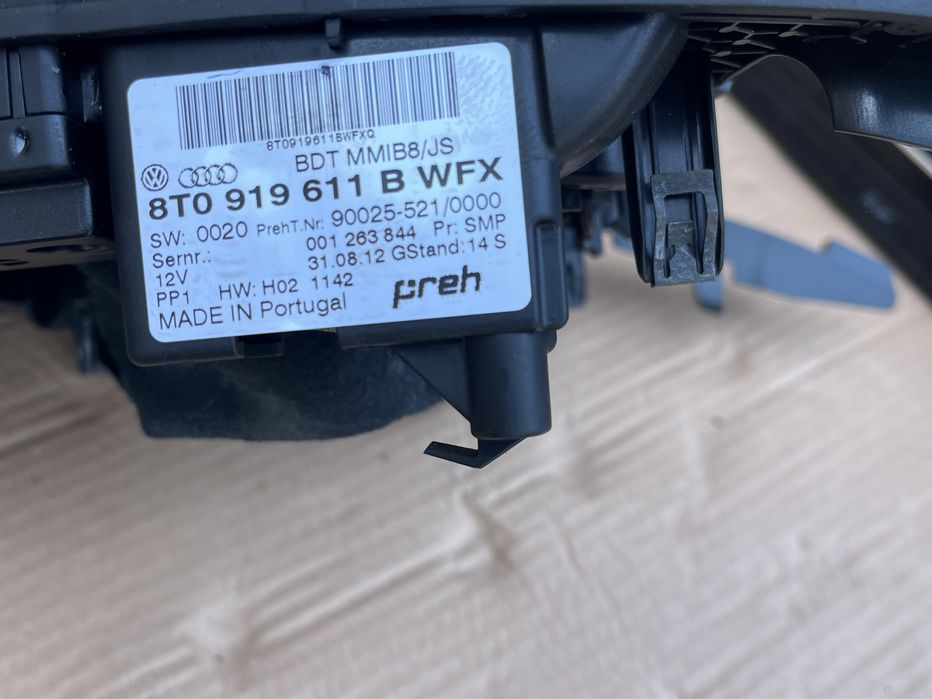 8T0919611BWFXQ
BDT MMIB8/JS
8T0 919 611 B WFX
SW: 0020 PrehT.Nr: 90025-521/0000
Sernr.: 001 263 844 Pr: SMP
12V 31.08.12 GStand: 14 S
PP1 HW: H02 1142
MADE IN Portugal preh